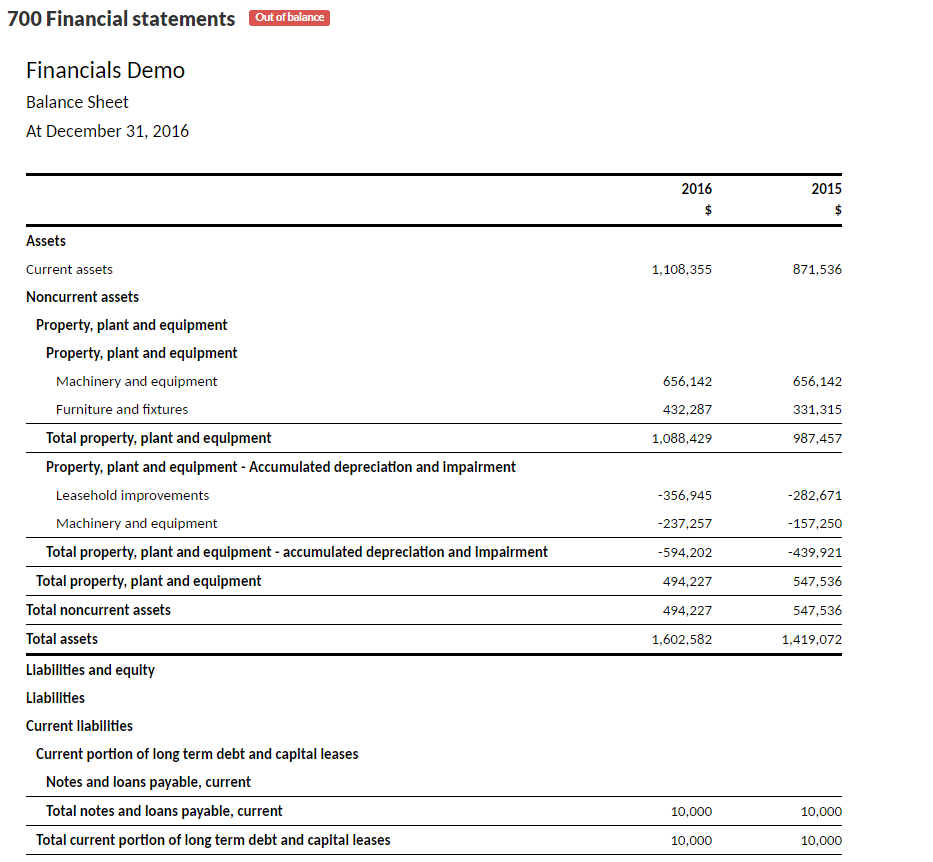 700 Financial statements Out of balance
Financials Demo
Balance Sheet
At December 31, 2016
2016 2015
$ $
Assets
Current assets 1,108,355 871,536
Noncurrent assets
Property, plant and equipment
Property, plant and equipment
Machinery and equipment 656,142 656,142
Furniture and fixtures 432,287 331,315
Total property, plant and equipment 1,088,429 987,457
Property, plant and equipment - Accumulated depreciation and impairment
Leasehold improvements -356,945 -282,671
Machinery and equipment -237,257 -157,250
Total property, plant and equipment - accumulated depreciation and impairment -594,202 -439,921
Total property, plant and equipment 494,227 547,536
Total noncurrent assets 494,227 547,536
Total assets 1,602,582 1,419,072
Liabilities and equity
Liabilities
Current liabilities
Current portion of long term debt and capital leases
Notes and loans payable, current
Total notes and loans payable, current 10,000 10,000
Total current portion of long term debt and capital leases 10,000 10,000